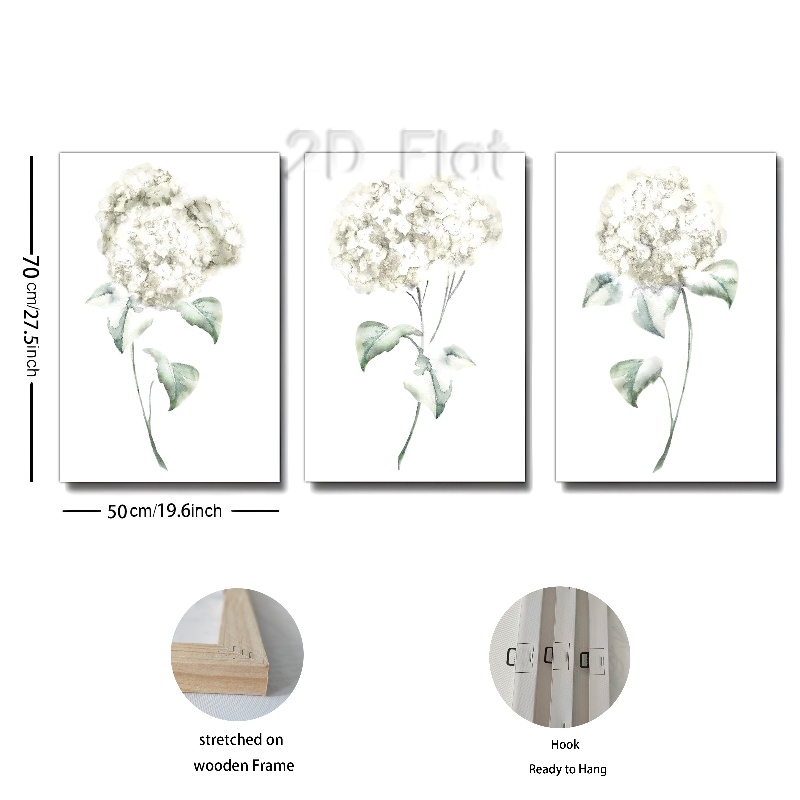 2D Flat
70 cm/27.5inch
50cm/19.6inch
stretched on
wooden Frame
Hook
Ready to Hang